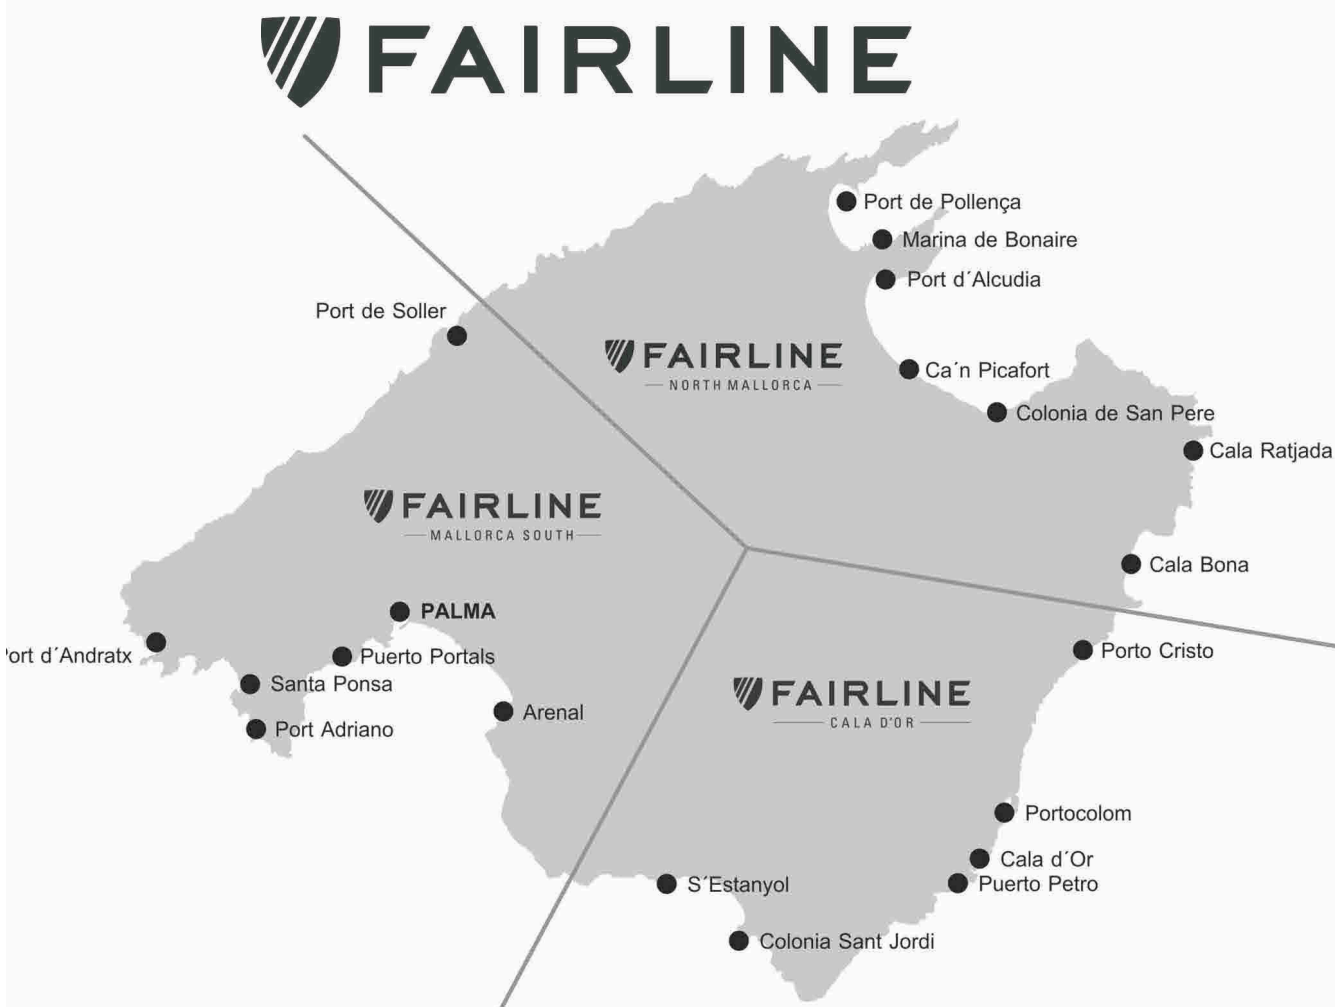 FAIRLINE
Port de Pollença
Marina de Bonaire
Port d´Alcudia
Port de Soller
FAIRLINE
NORTH MALLORCA
Ca´n Picafort
Colonia de San Pere
Cala Ratjada
FAIRLINE
MALLORCA SOUTH
Cala Bona
PALMA
ort d´Andratx
Puerto Portals
Santa Ponsa
Port Adriano
Arenal
Porto Cristo
FAIRLINE
CALA D'OR
Portocolom
Cala d´Or
Puerto Petro
S´Estanyol
Colonia Sant Jordi